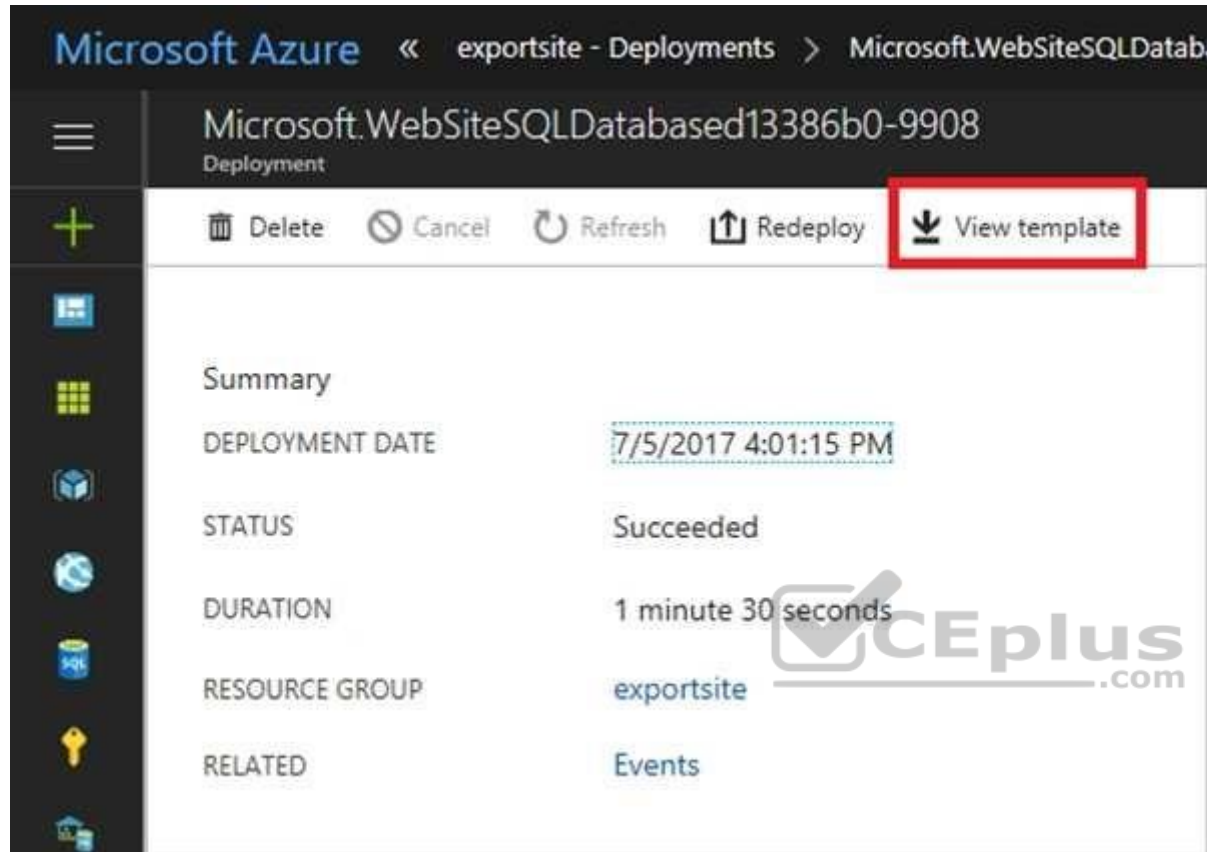 Microsoft Azure « exportsite - Deployments > Microsoft.WebSiteSQLDatab
Microsoft.WebSiteSQLDatabased13386b0-9908
Deployment
Delete Cancel Refresh Redeploy View template
Summary
DEPLOYMENT DATE 7/5/2017 4:01:15 PM
STATUS Succeeded
DURATION 1 minute 30 seconds
RESOURCE GROUP exportsite
RELATED Events
SQL
CEplus
.com